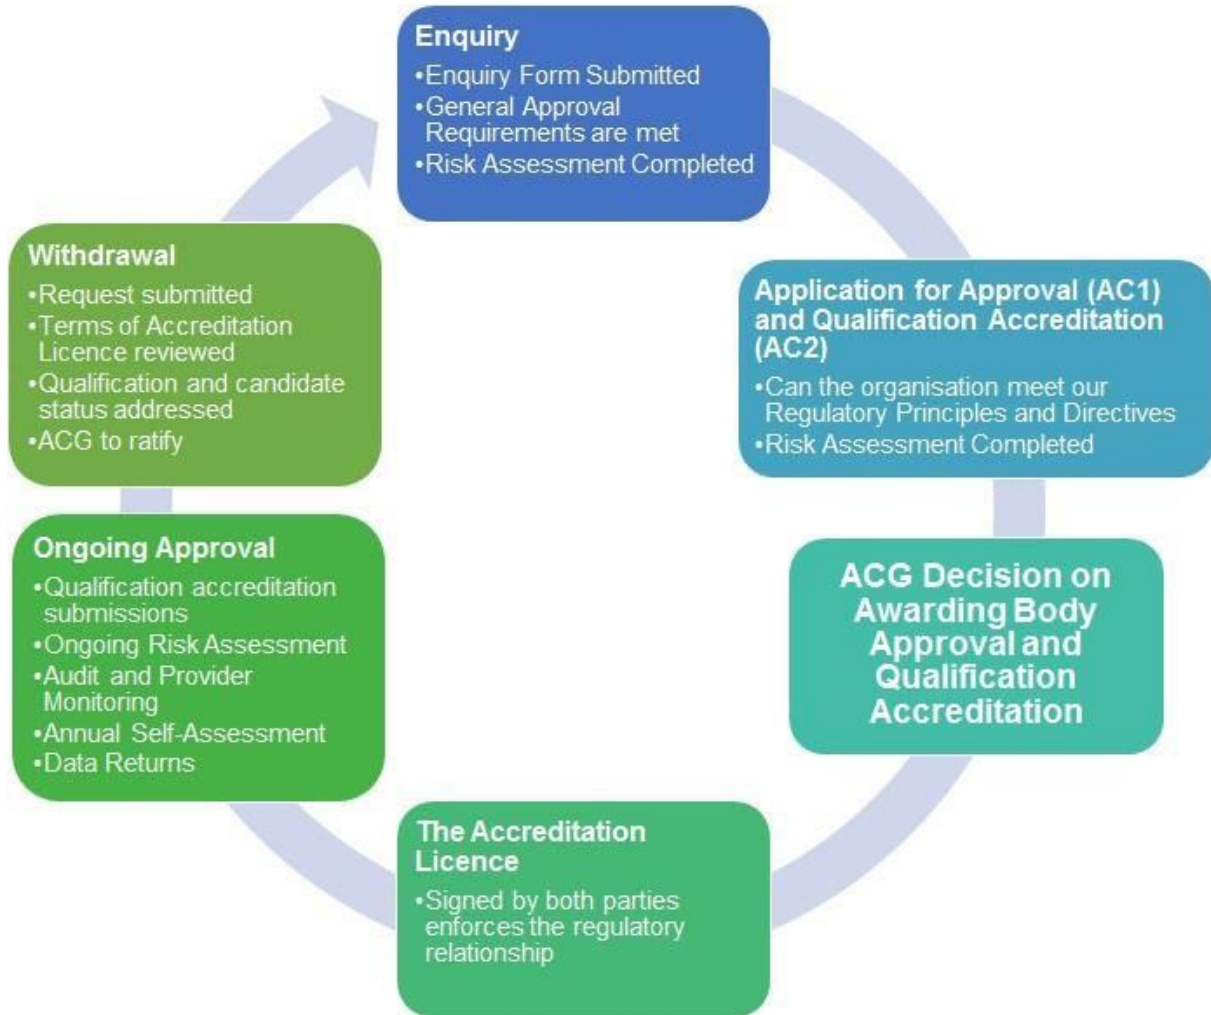 Enquiry
•Enquiry Form Submitted
•General Approval
Requirements are met
•Risk Assessment Completed
Application for Approval (AC1)
and Qualification Accreditation
(AC2)
•Can the organisation meet our
Regulatory Principles and Directives
•Risk Assessment Completed
ACG Decision on
Awarding Body
Approval and
Qualification
Accreditation
The Accreditation
Licence
•Signed by both parties
enforces the regulatory
relationship
Ongoing Approval
•Qualification accreditation
submissions
•Ongoing Risk Assessment
•Audit and Provider
Monitoring
•Annual Self-Assessment
•Data Returns
Withdrawal
•Request submitted
•Terms of Accreditation
Licence reviewed
•Qualification and candidate
status addressed
•ACG to ratify